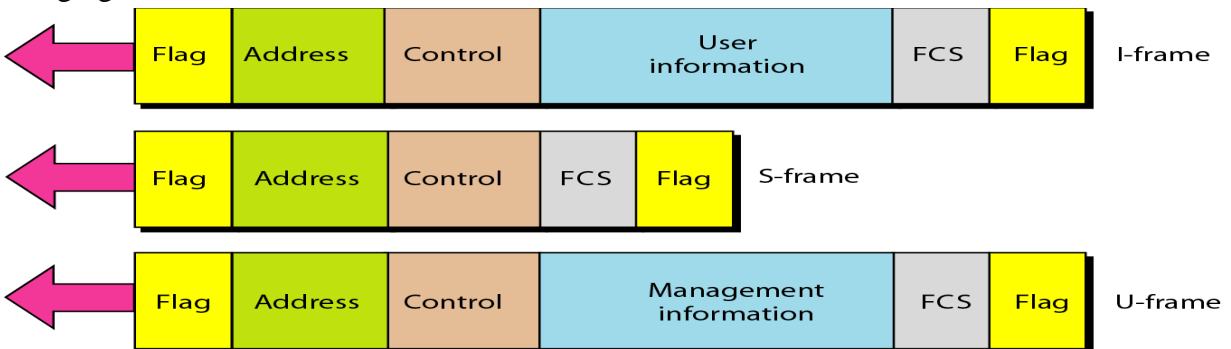 Flag Address Control User information FCS Flag I-frame
Flag Address Control FCS Flag S-frame
Flag Address Control Management information FCS Flag U-frame